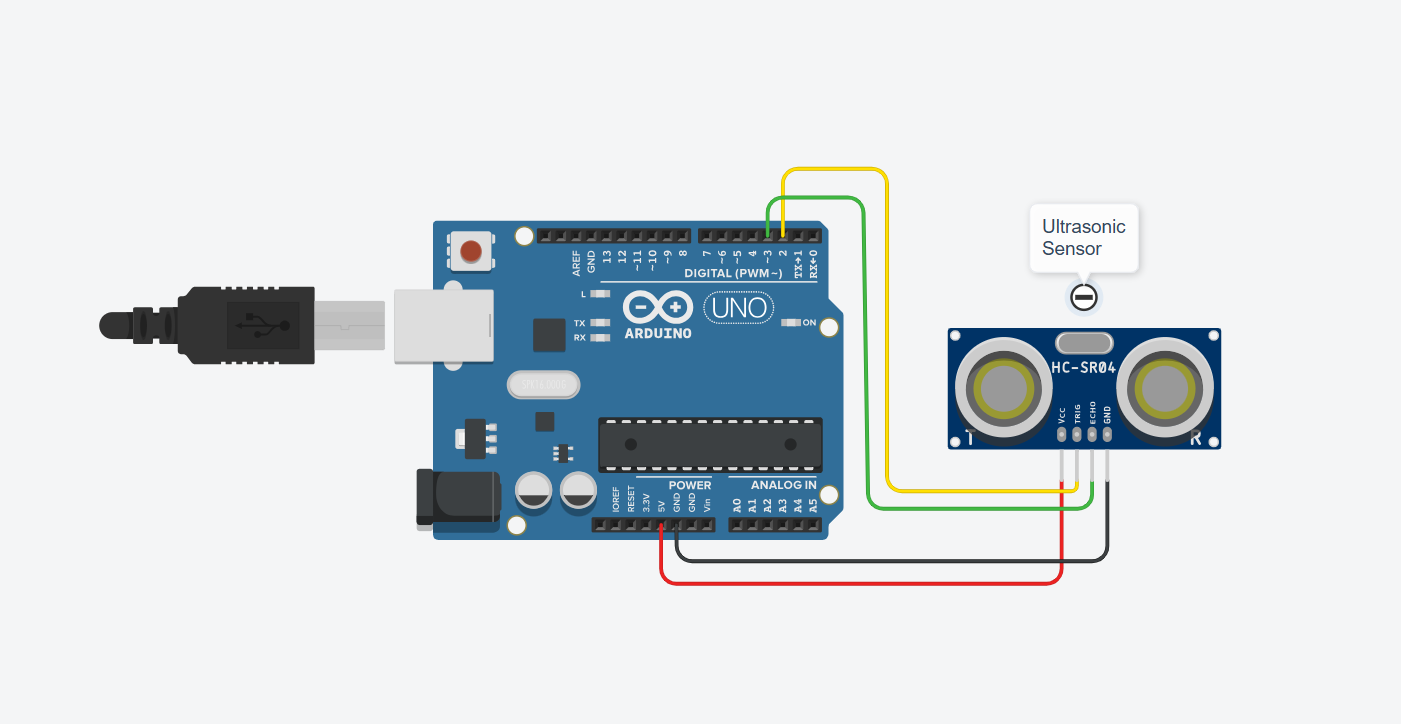 Ultrasonic
Sensor
HC-SR04
Vcc
TRIG
ECHO
GND
T
R
AREF
GND
13
12
~11
~10
~9
8
7
~6
~5
4
~3
2
TX→1
RX←0
DIGITAL (PWM~)
L
TX
RX
ARDUINO
UNO
ON
POWER
ANALOG IN
IOREF
RESET
3.3V
5V
GND
GND
Vin
A0
A1
A2
A3
A4
A5